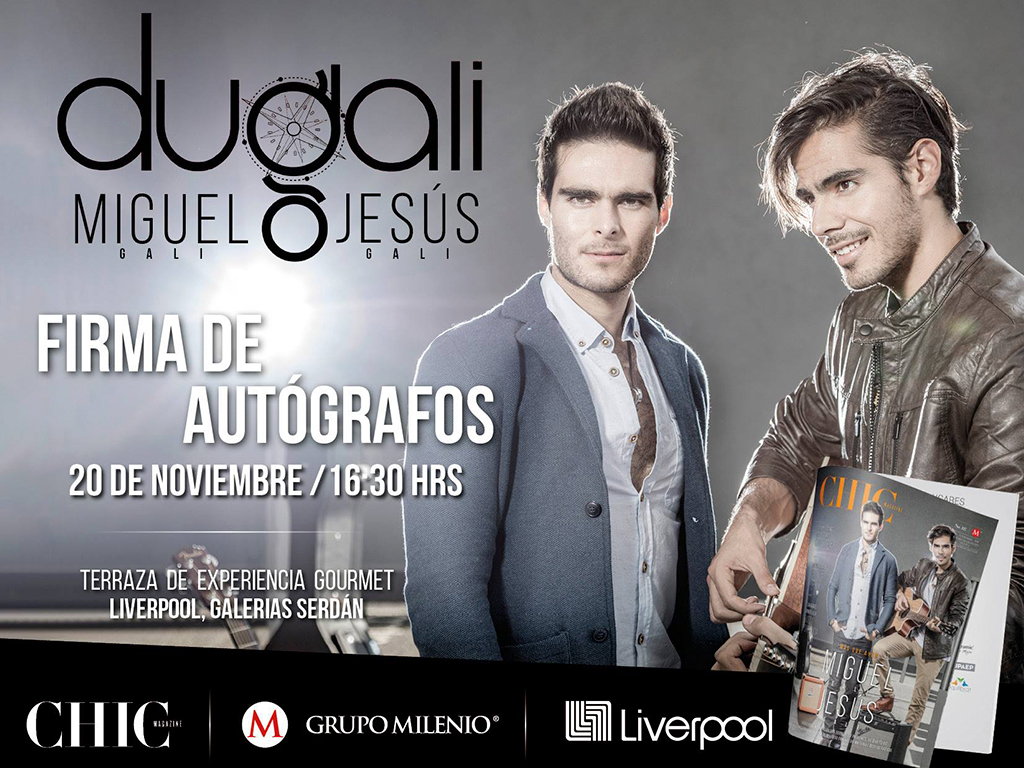 dugali
MIGUEL JESÚS
GALI GALI
FIRMA DE
AUTÓGRAFOS
20 DE NOVIEMBRE / 16:30 HRS
TERRAZA DE EXPERIENCIA GOURMET
LIVERPOOL, GALERIAS SERDÁN
CHIC
MIGUEL
JESÚS
CHIC MAGAZINE
M GRUPO MILENIO®
Liverpool